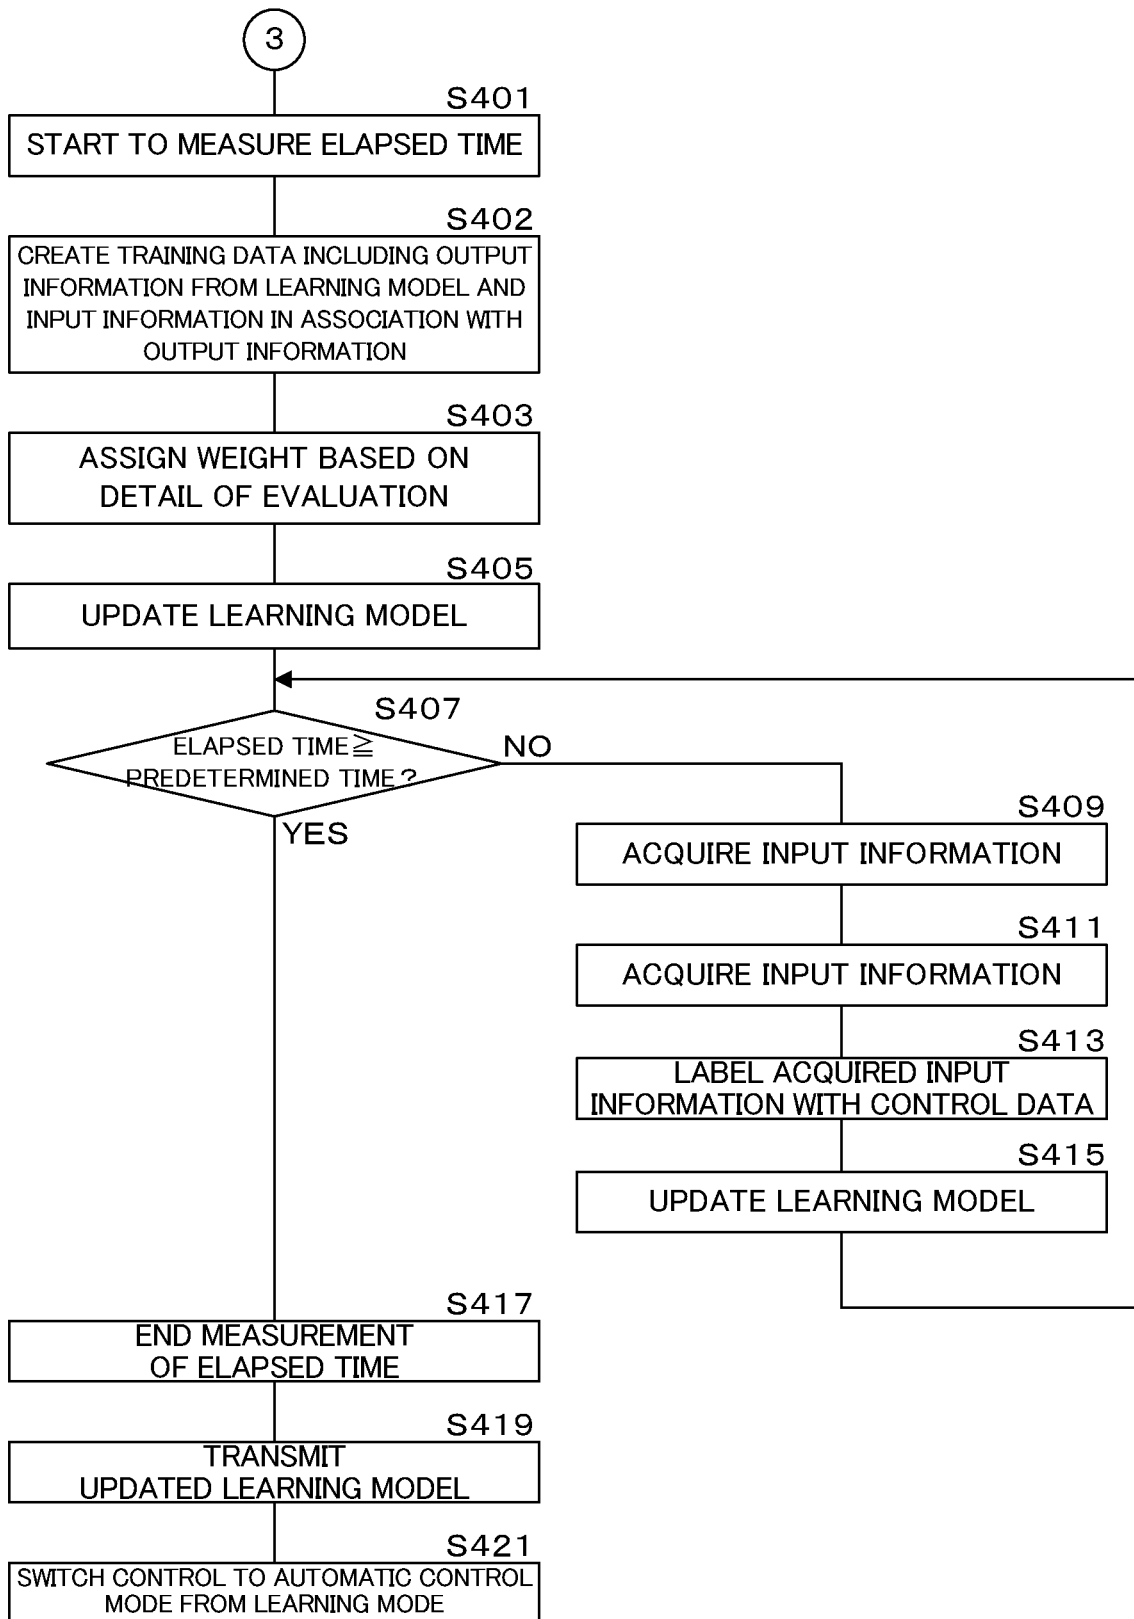 3
S401
START TO MEASURE ELAPSED TIME
S402
CREATE TRAINING DATA INCLUDING OUTPUT
INFORMATION FROM LEARNING MODEL AND
INPUT INFORMATION IN ASSOCIATION WITH
OUTPUT INFORMATION
S403
ASSIGN WEIGHT BASED ON
DETAIL OF EVALUATION
S405
UPDATE LEARNING MODEL
S407
ELAPSED TIME≧
PREDETERMINED TIME?
NO
YES
S409
ACQUIRE INPUT INFORMATION
S411
ACQUIRE INPUT INFORMATION
S413
LABEL ACQUIRED INPUT
INFORMATION WITH CONTROL DATA
S415
UPDATE LEARNING MODEL
S417
END MEASUREMENT
OF ELAPSED TIME
S419
TRANSMIT
UPDATED LEARNING MODEL
S421
SWITCH CONTROL TO AUTOMATIC CONTROL
MODE FROM LEARNING MODE